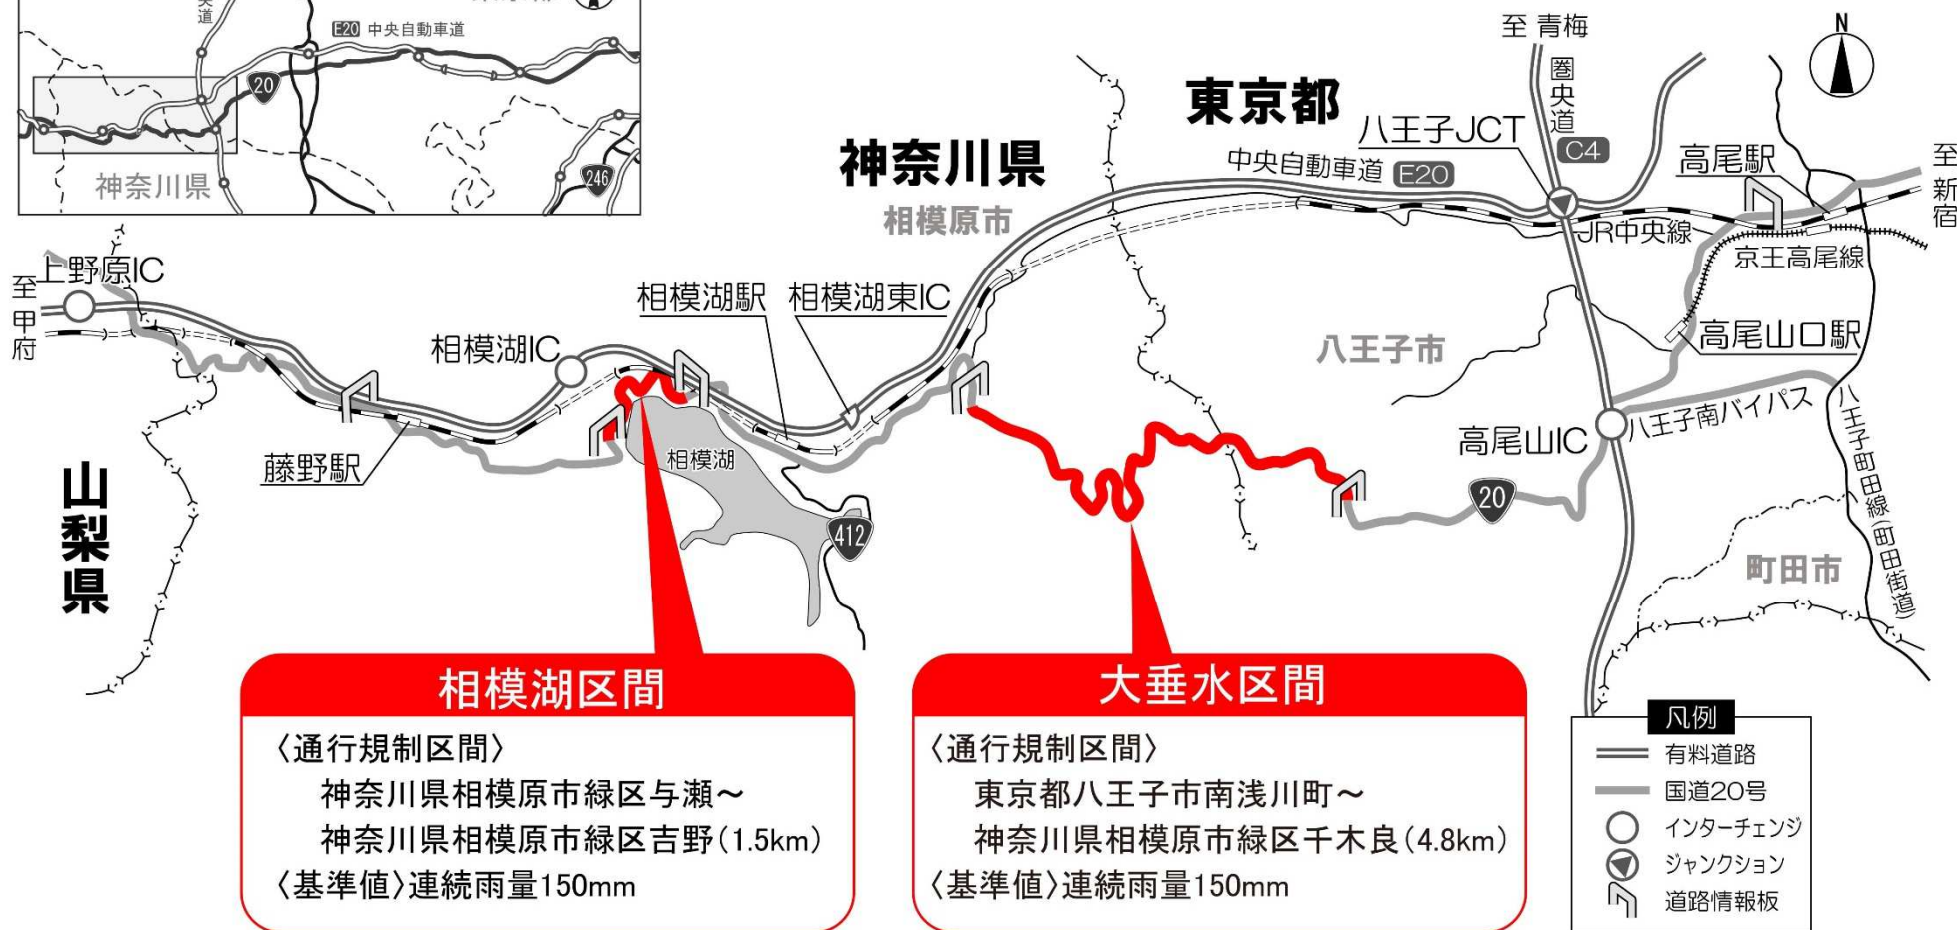 央
道
E20 中央自動車道
20
246
神奈川県
至 青梅
圏央道
C4
N
東京都
神奈川県
相模原市
八王子JCT
中央自動車道 E20
高尾駅
至新宿
JR中央線
京王高尾線
上野原IC
至甲府
相模湖駅
相模湖東IC
相模湖IC
八王子市
高尾山口駅
藤野駅
相模湖
412
高尾山IC
八王子南バイパス
八王子町田線(町田街道)
20
町田市
山梨県
相模湖区間
〈通行規制区間〉
神奈川県相模原市緑区与瀬～
神奈川県相模原市緑区吉野(1.5km)
〈基準値〉連続雨量150mm
大垂水区間
〈通行規制区間〉
東京都八王子市南浅川町～
神奈川県相模原市緑区千木良(4.8km)
〈基準値〉連続雨量150mm
凡例
有料道路
国道20号
インターチェンジ
ジャンクション
道路情報板